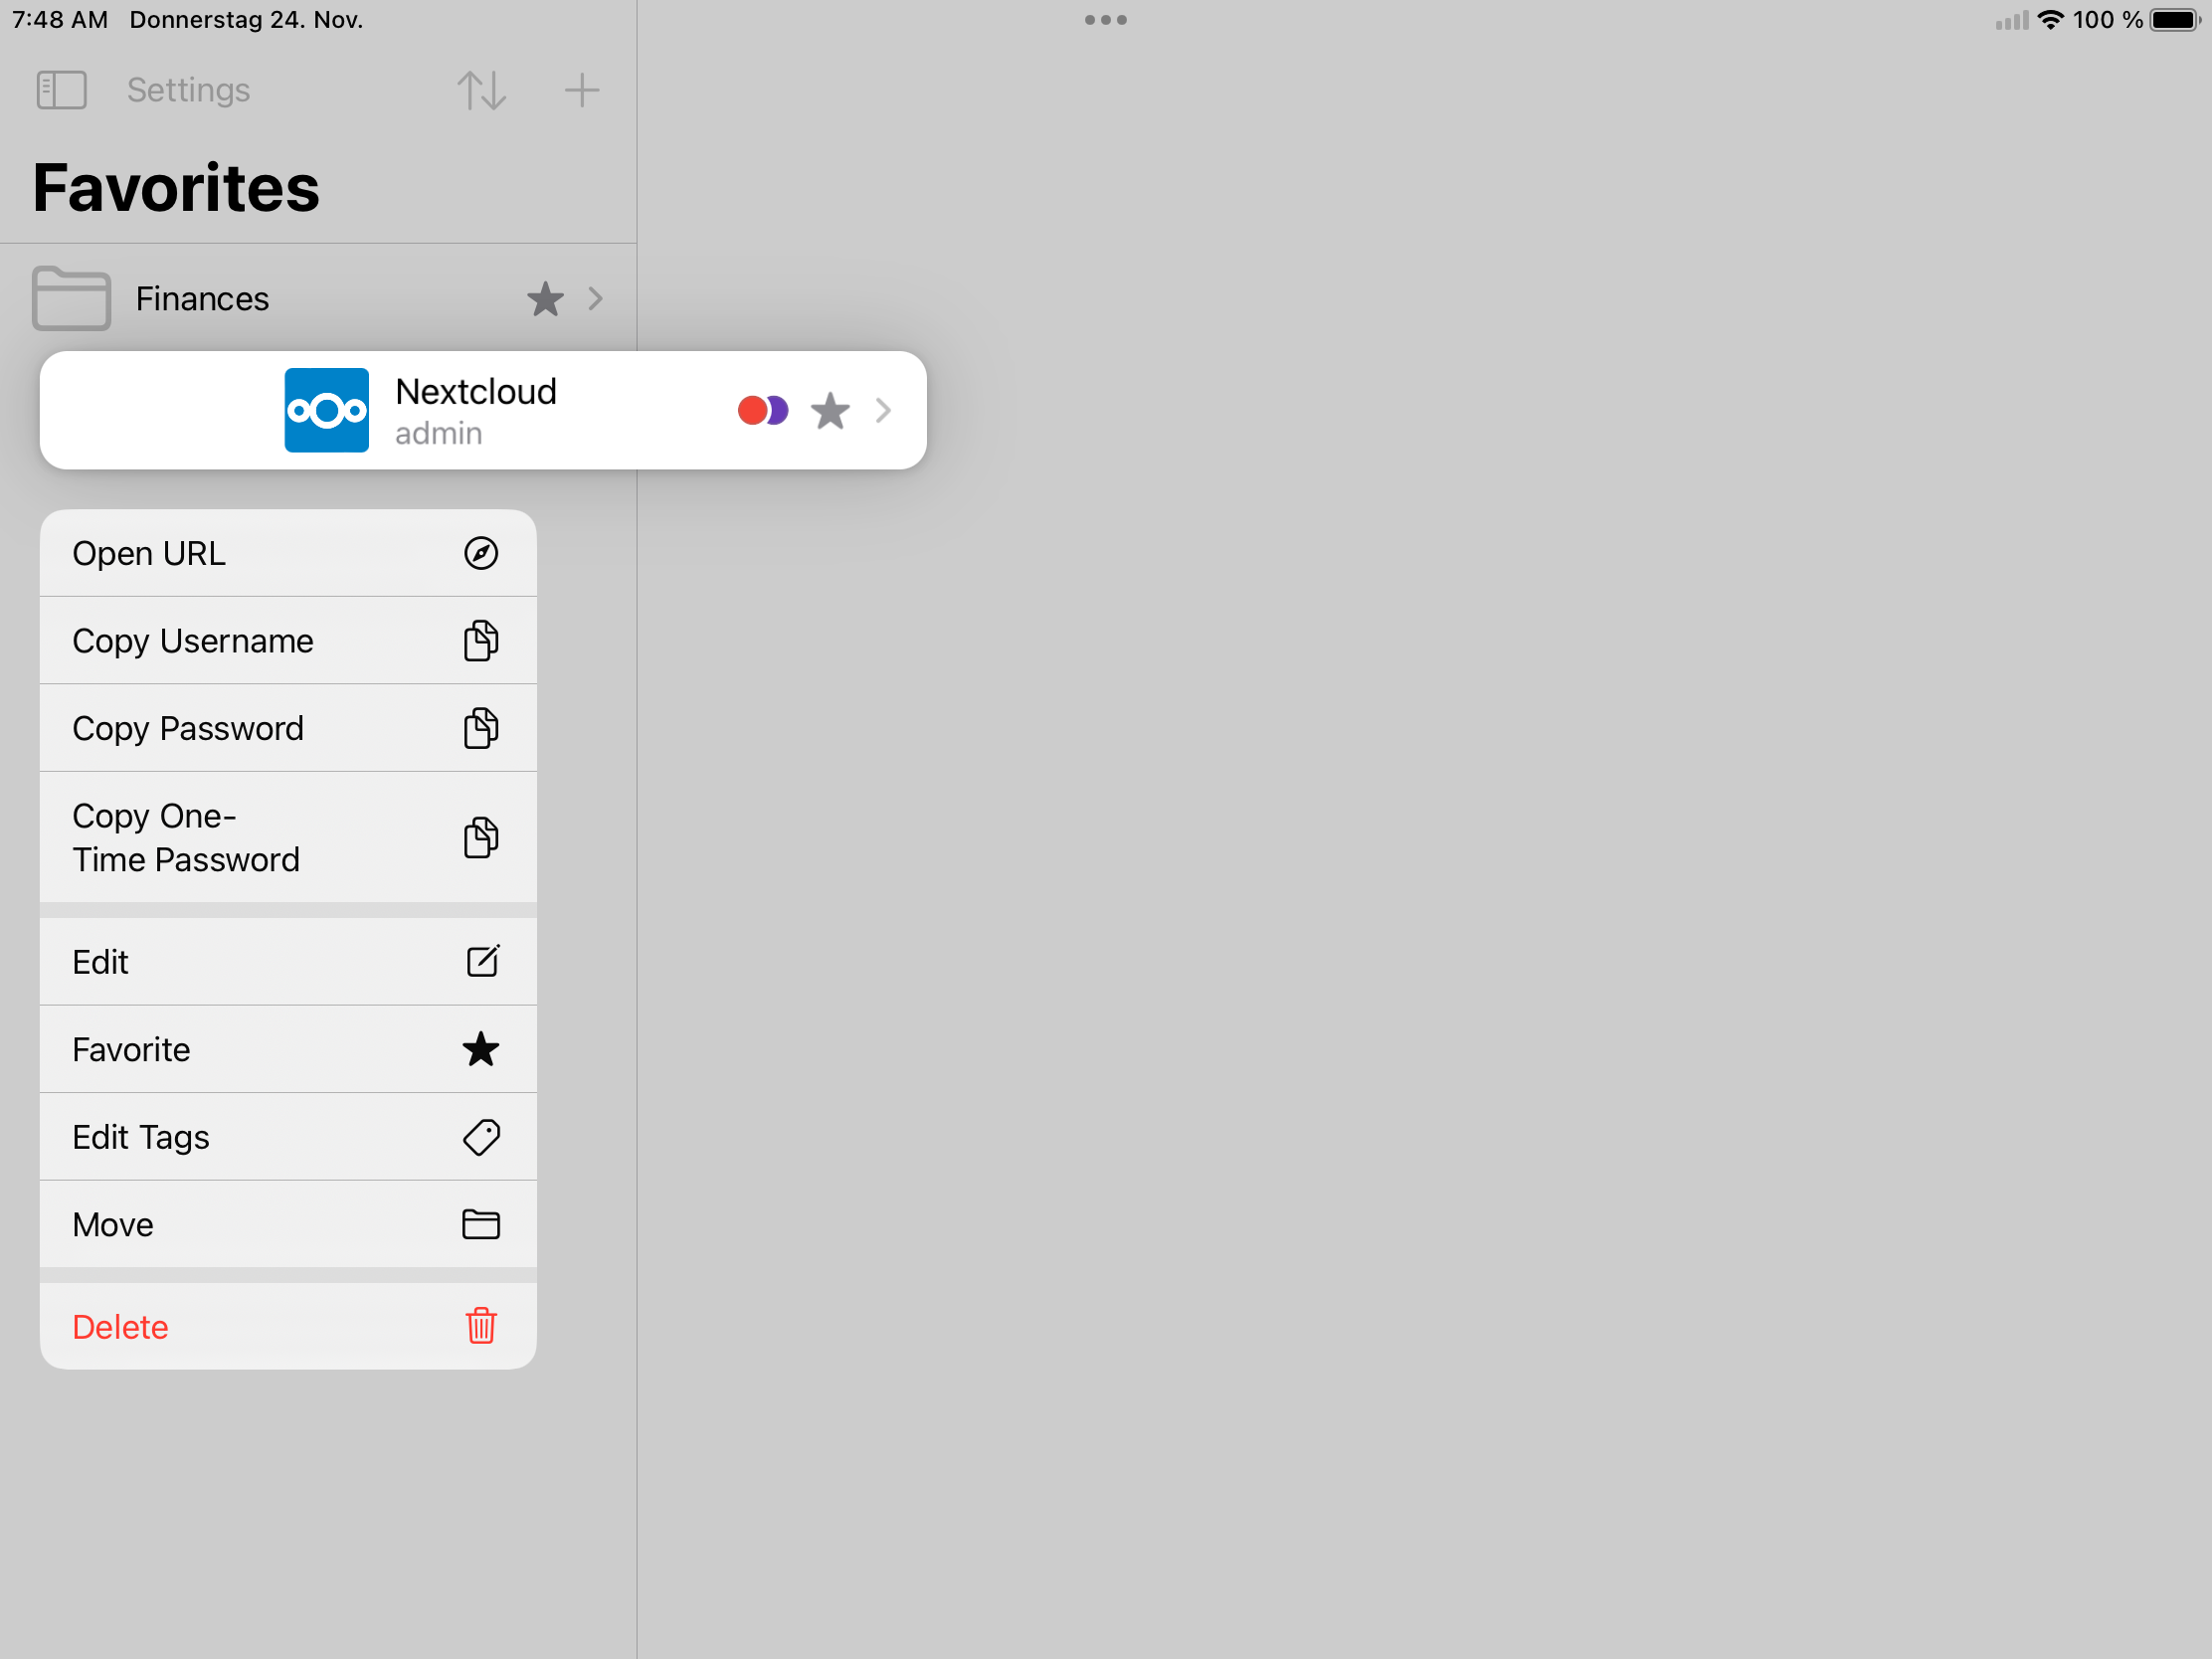 7:48 AM Donnerstag 24. Nov.
100 %
Settings
Favorites
Finances
Nextcloud
admin
Open URL
Copy Username
Copy Password
Copy One-
Time Password
Edit
Favorite
Edit Tags
Move
Delete